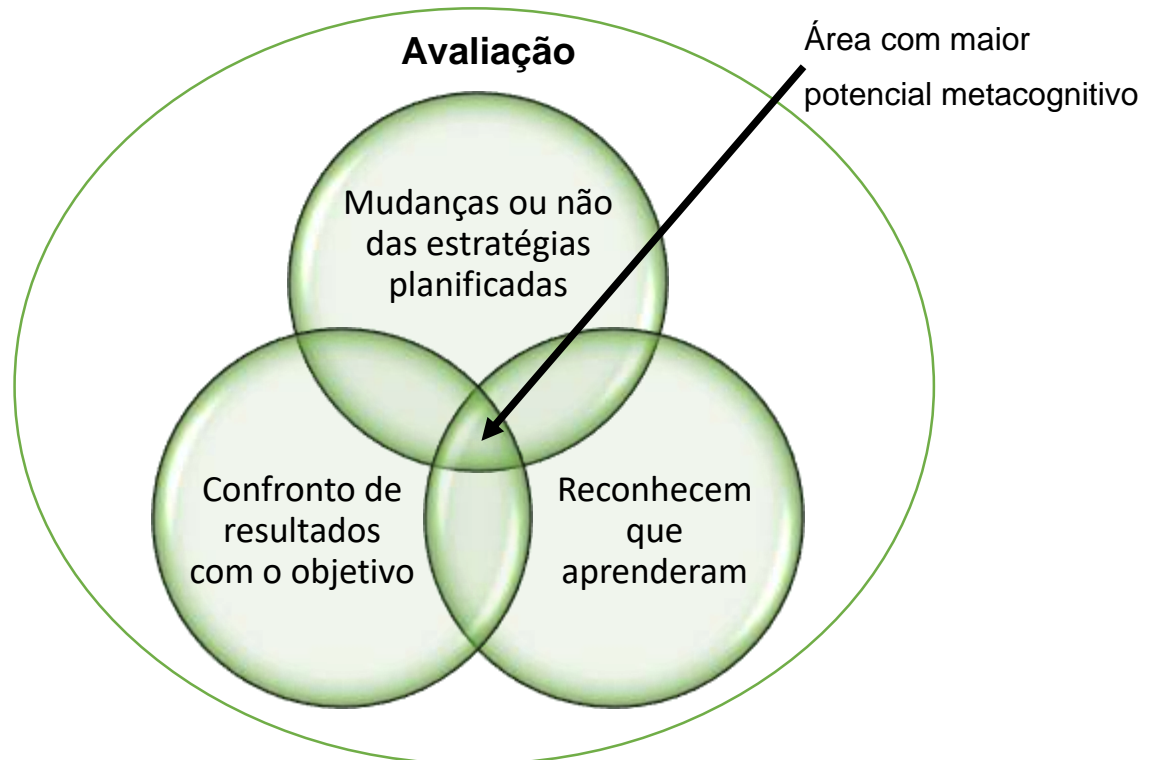 Avaliação
Área com maior
potencial metacognitivo
Mudanças ou não
das estratégias
planificadas
Confronto de
resultados
com o objetivo
Reconhecem
que
aprenderam